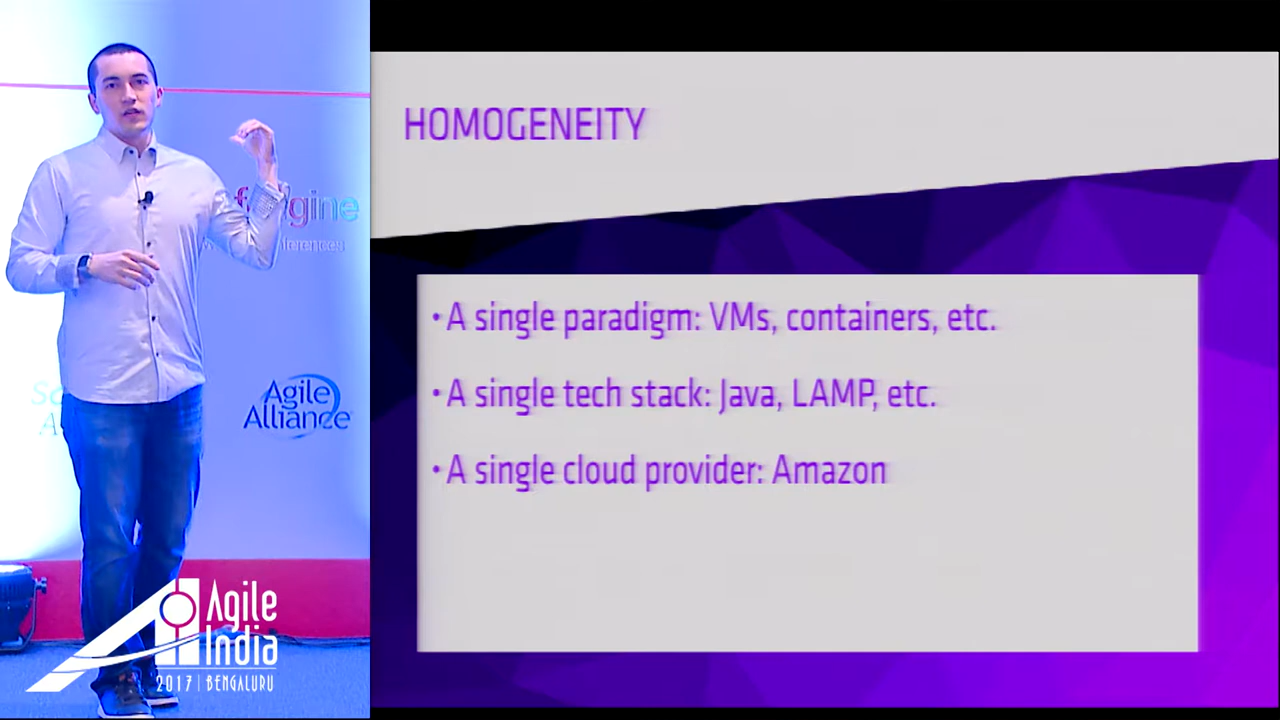 HOMOGENEITY
• A single paradigm: VMs, containers, etc.
• A single tech stack: Java, LAMP, etc.
• A single cloud provider: Amazon
Agile
Alliance
Agile
India
2017 | BENGALURU